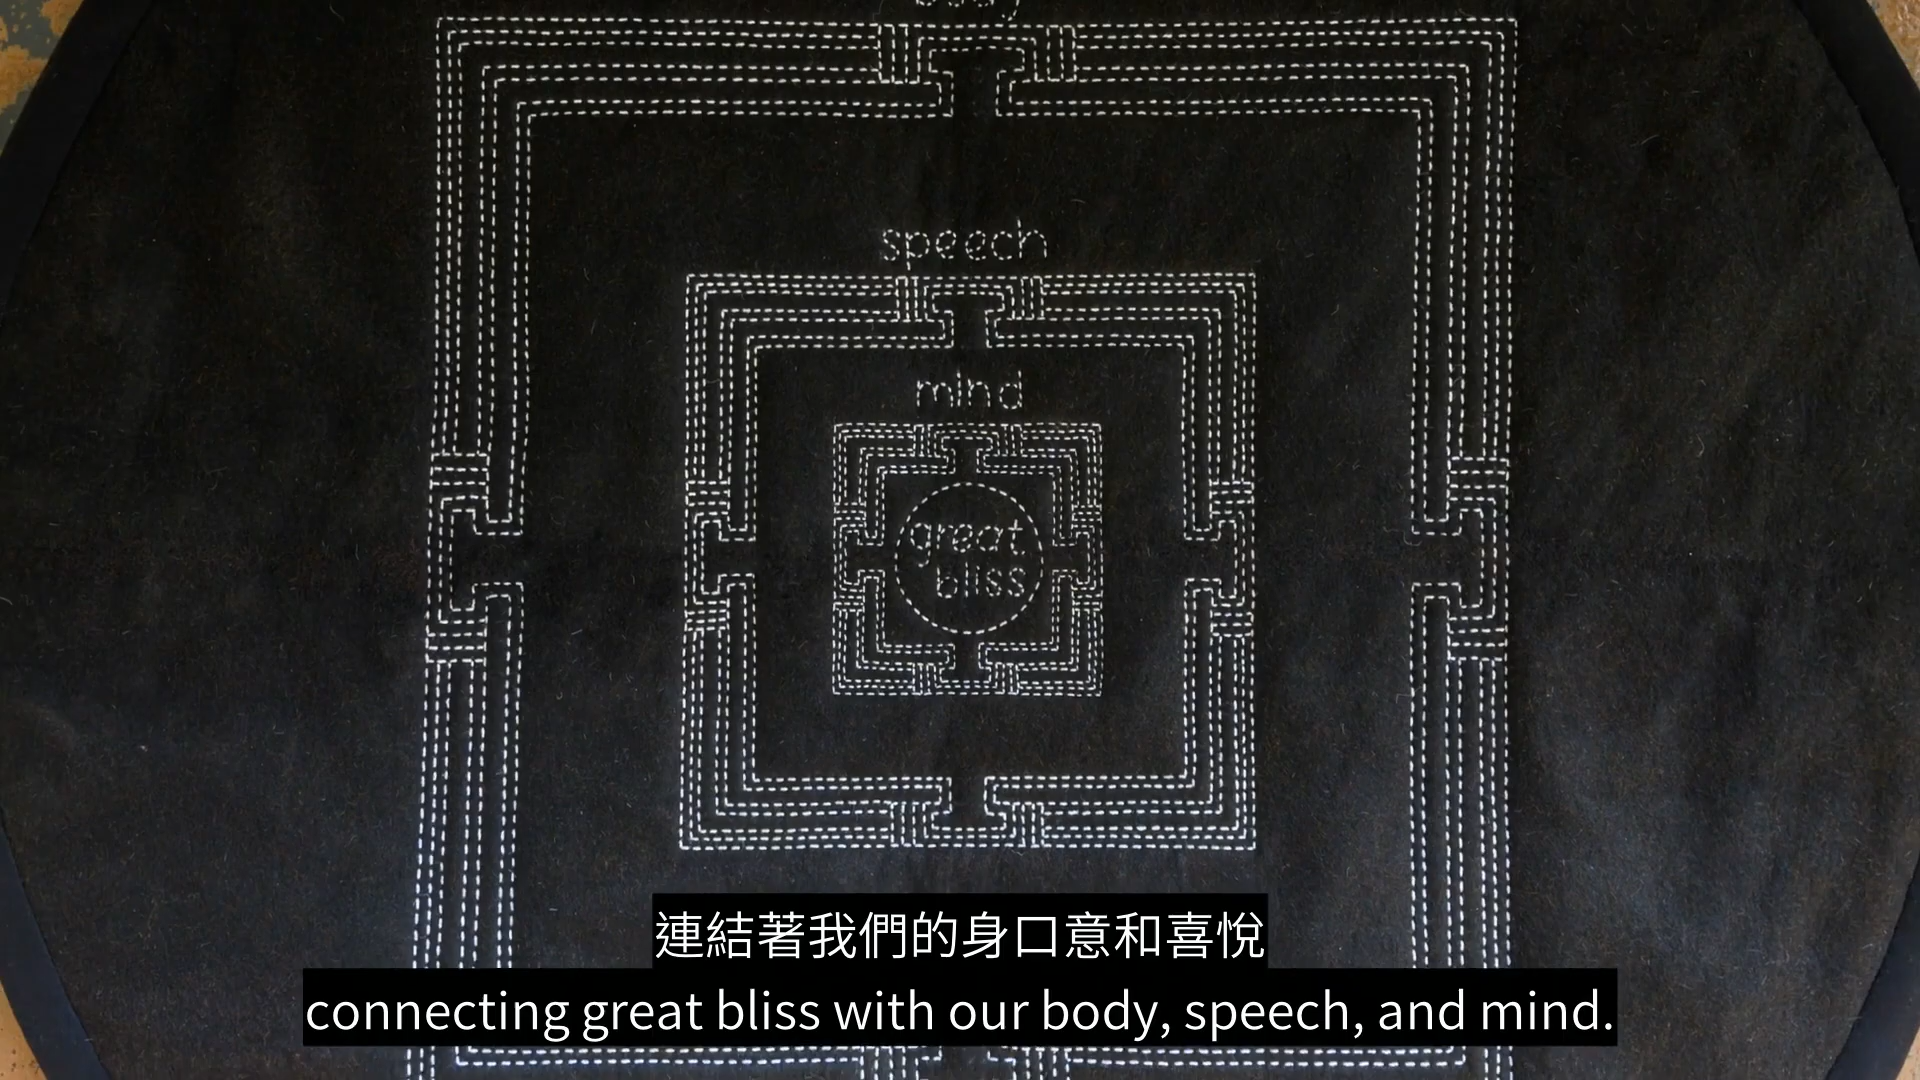 speech
mind
great
bliss
連結著我們的身口意和喜悅
connecting great bliss with our body, speech, and mind.